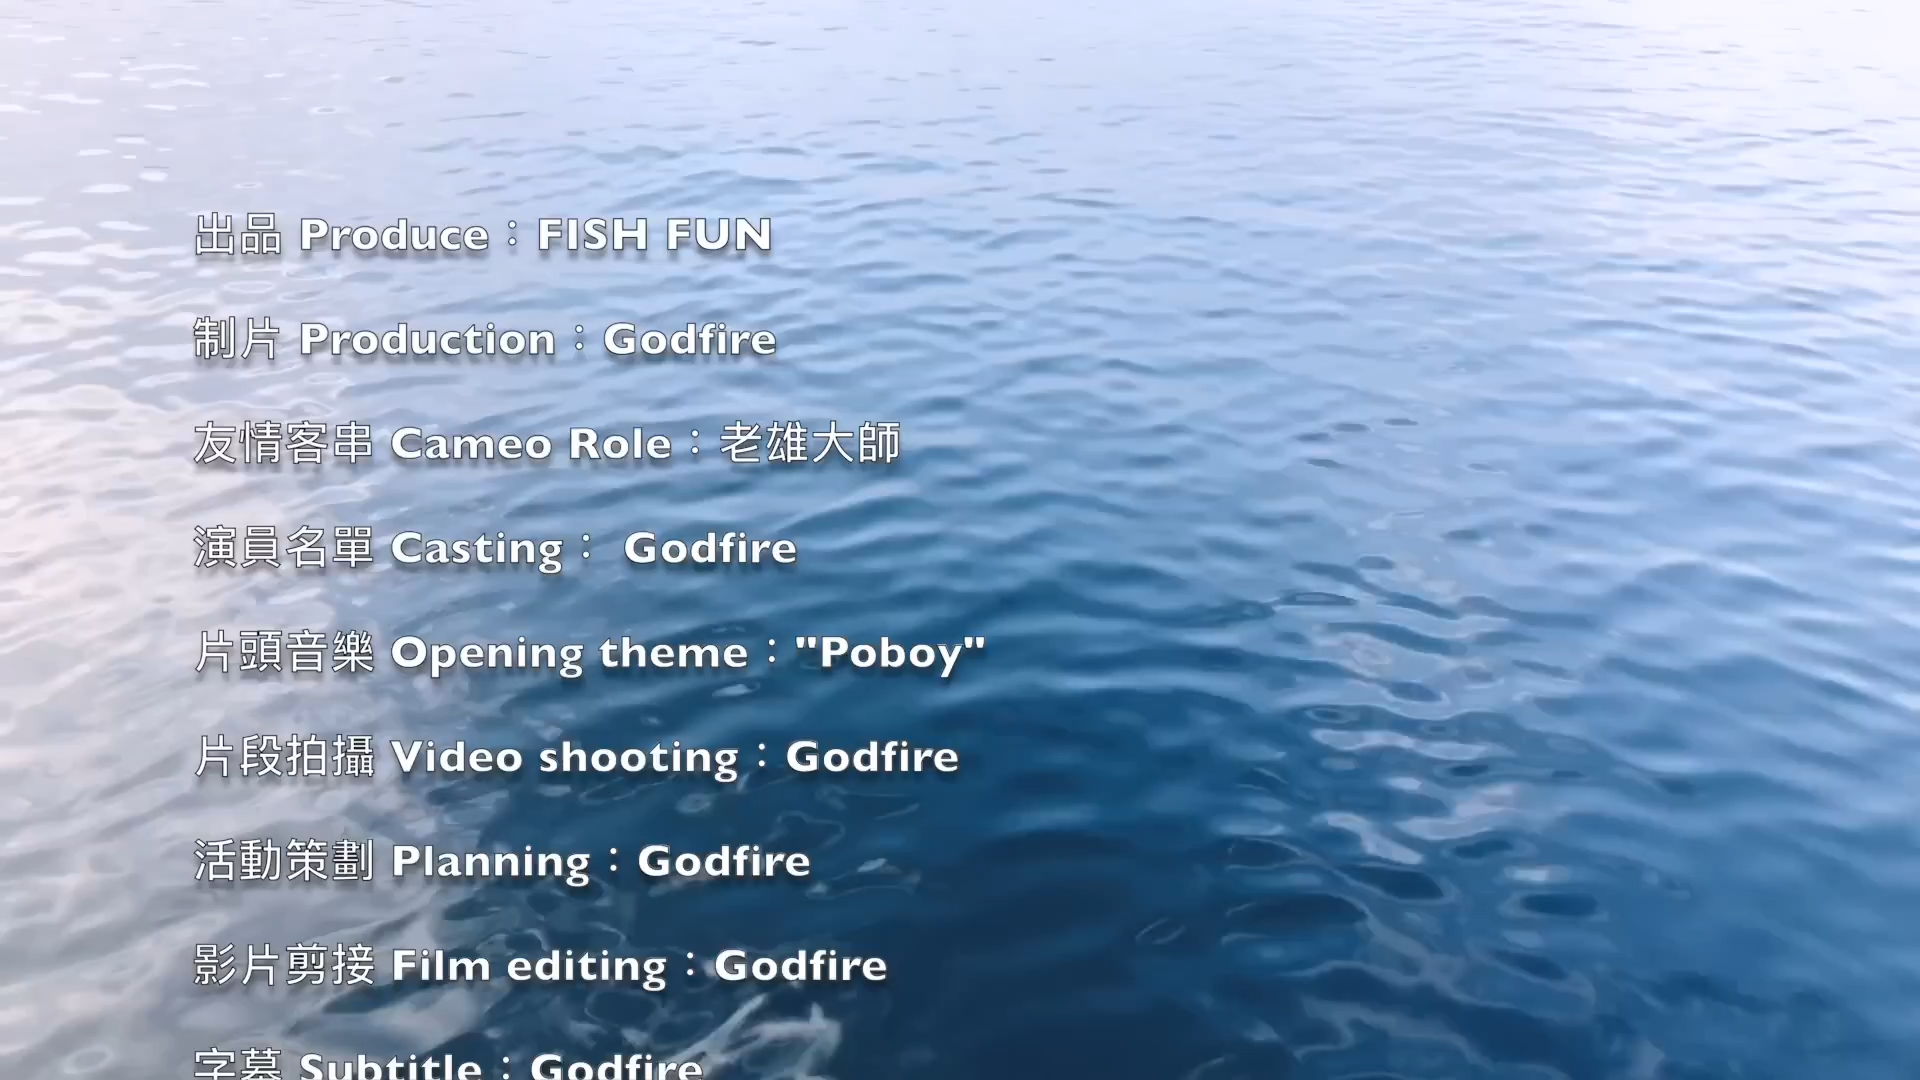 出品 Produce：FISH FUN
制片 Production：Godfire
友情客串 Cameo Role：老雄大師
演員名單 Casting： Godfire
片頭音樂 Opening theme："Poboy"
片段拍攝 Video shooting：Godfire
活動策劃 Planning：Godfire
影片剪接 Film editing：Godfire
字幕 Subtitle：Godfire